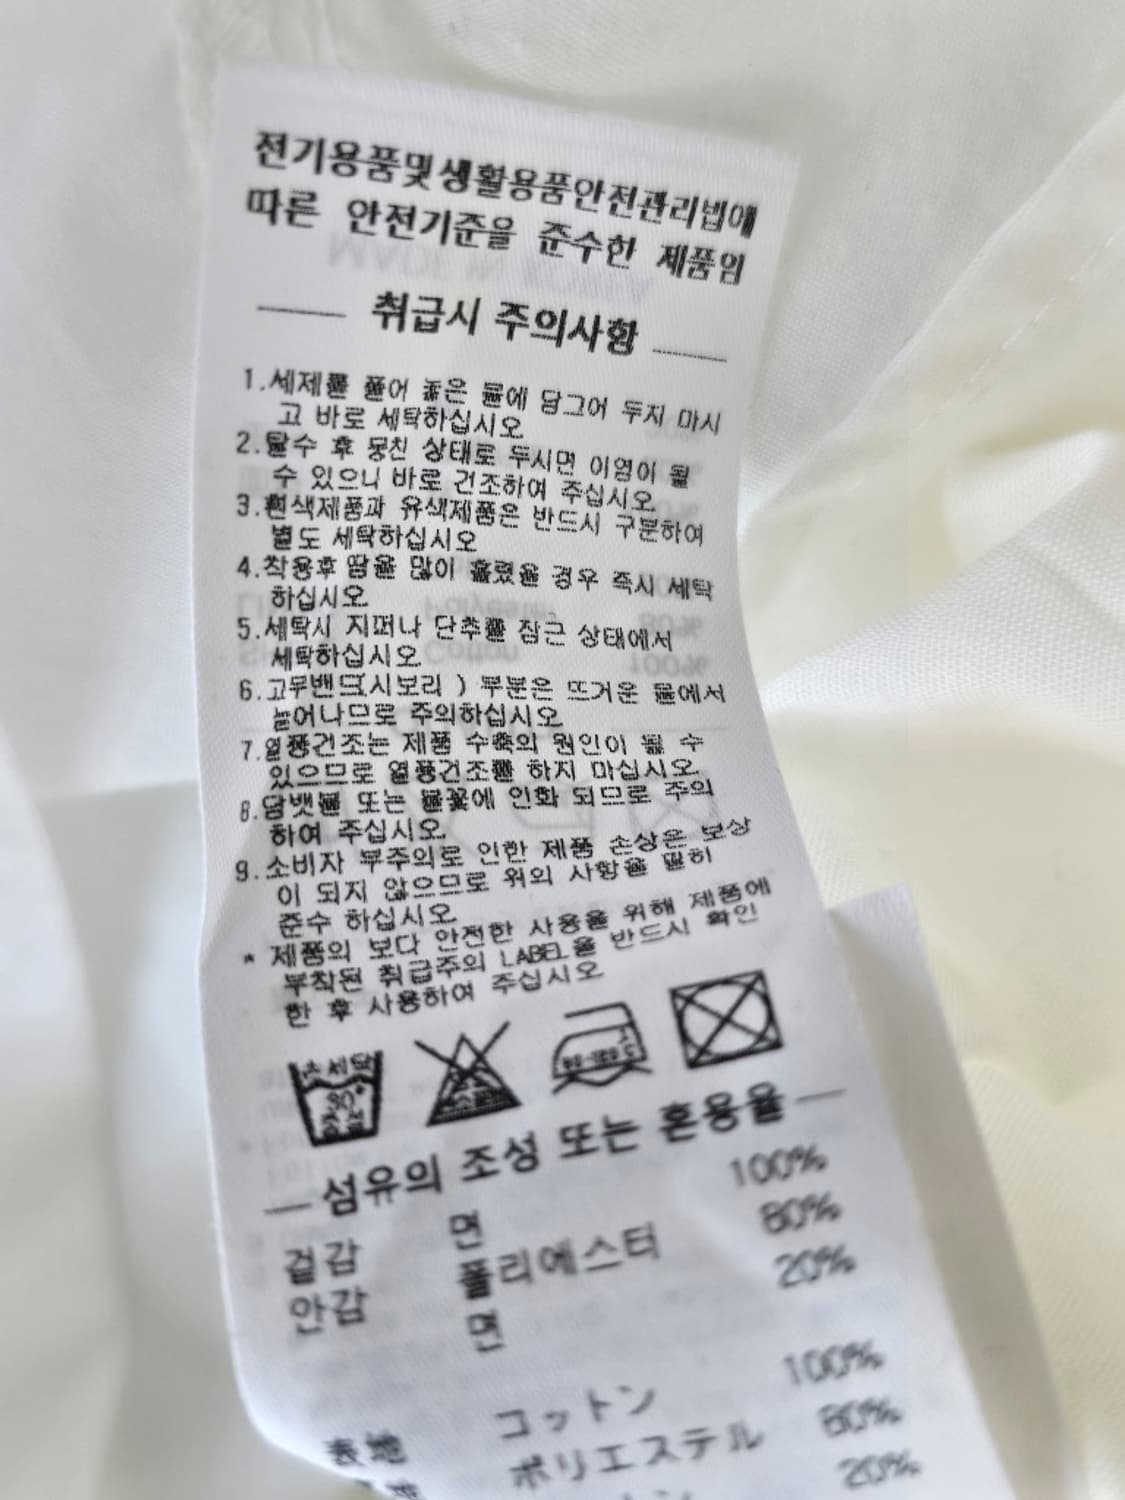 전기용품및생활용품안전관리법에
따른 안전기준을 준수한 제품임
취급시 주의사항
1.세제를 풀어 놓은 물에 담그어 두지 마시
고 바로 세탁하십시오
2.탈수 후 뭉친 상태로 두시면 이염이 될
수 있으니 바로 건조하여 주십시오
3.흰색제품과 유색제품은 반드시 구분하여
별도 세탁하십시오
4.착용후 땀을 많이 흘렸을 경우 즉시 세탁
하십시오
5.세탁시 지퍼나 단추를 잠근 상태에서
세탁하십시오
6.고무밴드(시보리 ) 부분은 뜨거운 물에서
늘어나므로 주의하십시오
7.열풍건조는 제품 수축의 원인이 될 수
있으므로 열풍건조를 하지 마십시오
8.담뱃불 또는 불꽃에 인화 되므로 주의
하여 주십시오
9.소비자 부주의로 인한 제품 손상은 보상
이 되지 않으므로 위의 사항을 필히
준수 하십시오
* 제품의 보다 안전한 사용을 위해 제품에
부착된 취급주의 LABEL을 반드시 확인
한 후 사용하여 주십시오
손세탁
중성
섬유의 조성 또는 혼용율
겉감 면 100%
안감 폴리에스터 80%
면 20%
表地 コットン 100%
ポリエステル 80%
20%